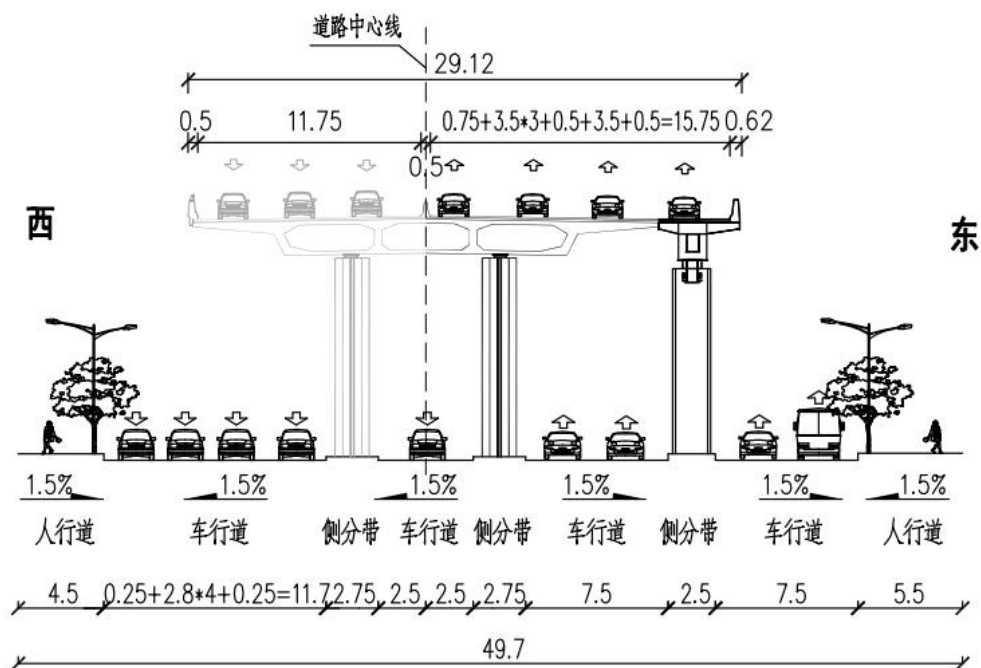 道路中心线
29.12
0.5 11.75 0.75+3.5*3+0.5+3.5+0.5=15.75 0.62
0.5
西
东
1.5% 1.5% 1.5% 1.5% 1.5% 1.5%
人行道 车行道 侧分带 车行道 侧分带 车行道 侧分带 车行道 人行道
4.5 0.25+2.8*4+0.25=11.7 2.75 2.5 2.5 2.75 7.5 2.5 7.5 5.5
49.7